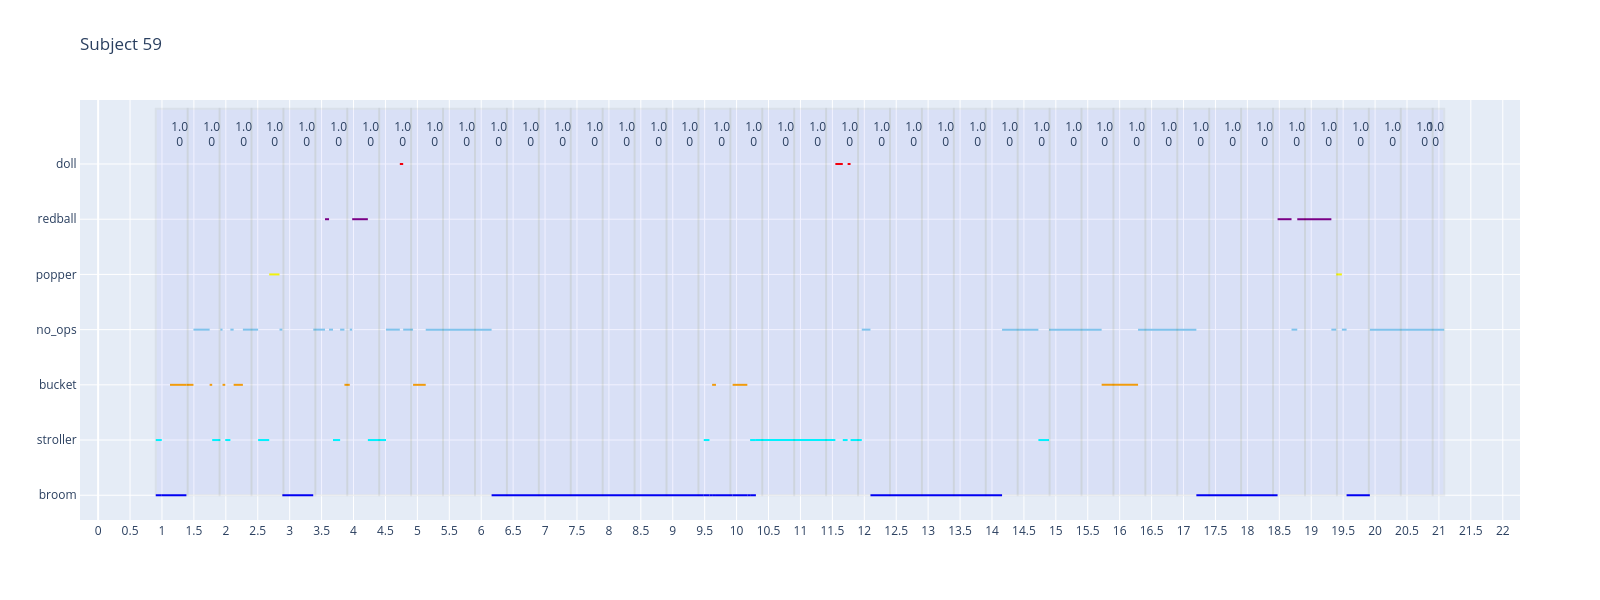 Subject 59
1.0 1.0 1.0 1.0 1.0 1.0 1.0 1.0 1.0 1.0 1.0 1.0 1.0 1.0 1.0 1.0 1.0 1.0 1.0 1.0 1.0 1.0 1.0 1.0 1.0 1.0 1.0 1.0 1.0 1.0 1.0 1.0 1.0 1.0 1.0 1.0 1.0 1.0 1.0 1.0 1.0
0 0 0 0 0 0 0 0 0 0 0 0 0 0 0 0 0 0 0 0 0 0 0 0 0 0 0 0 0 0 0 0 0 0 0 0 0 0 0 0 0
doll
redball
popper
no_ops
bucket
stroller
broom
0 0.5 1 1.5 2 2.5 3 3.5 4 4.5 5 5.5 6 6.5 7 7.5 8 8.5 9 9.5 10 10.5 11 11.5 12 12.5 13 13.5 14 14.5 15 15.5 16 16.5 17 17.5 18 18.5 19 19.5 20 20.5 21 21.5 22